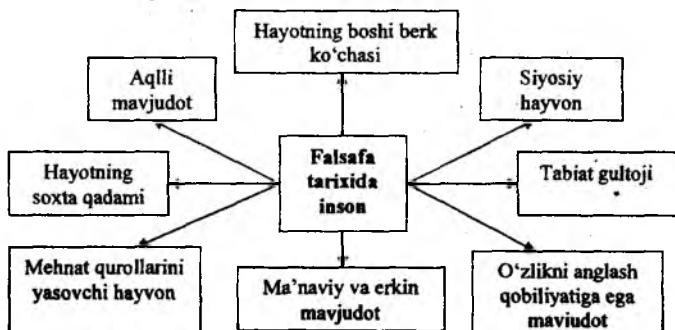 Hayotning boshi berk
ko‘chasi
Aqlli
mavjudot
Siyosiy
hayvon
Hayotning
soxta qadami
Falsafa
tarixida
inson
Tabiat gultoji
Mehnat qurollarini
yasovchi hayvon
Ma’naviy va erkin
mavjudot
O‘zlikni anglash
qobiliyatiga ega
mavjudot